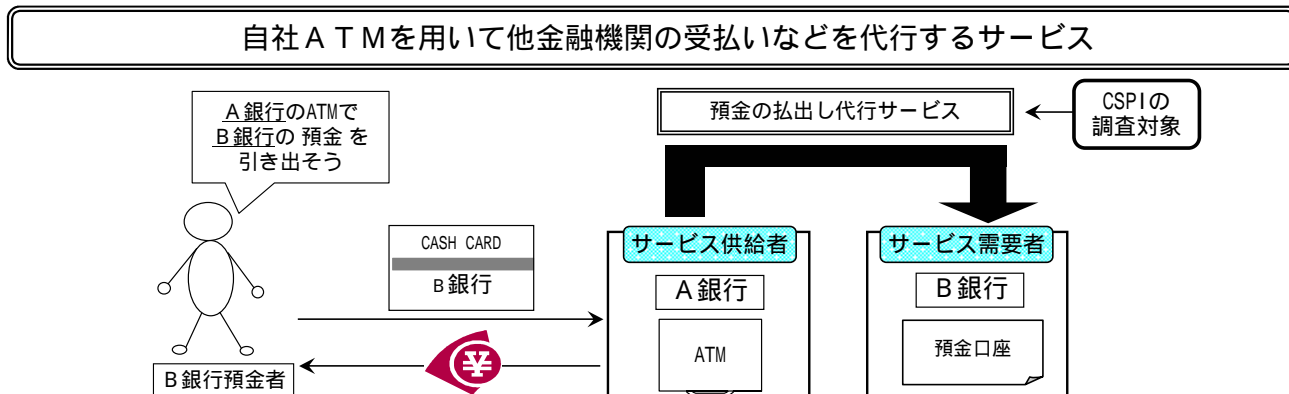 自社ＡＴＭを用いて他金融機関の受払いなどを代行するサービス
Ａ銀行のATMで
Ｂ銀行の 預金 を
引き出そう
預金の払出し代行サービス
CSPIの
調査対象
CASH CARD
Ｂ銀行
サービス供給者
サービス需要者
Ａ銀行
Ｂ銀行
ATM
預金口座
¥
Ｂ銀行預金者